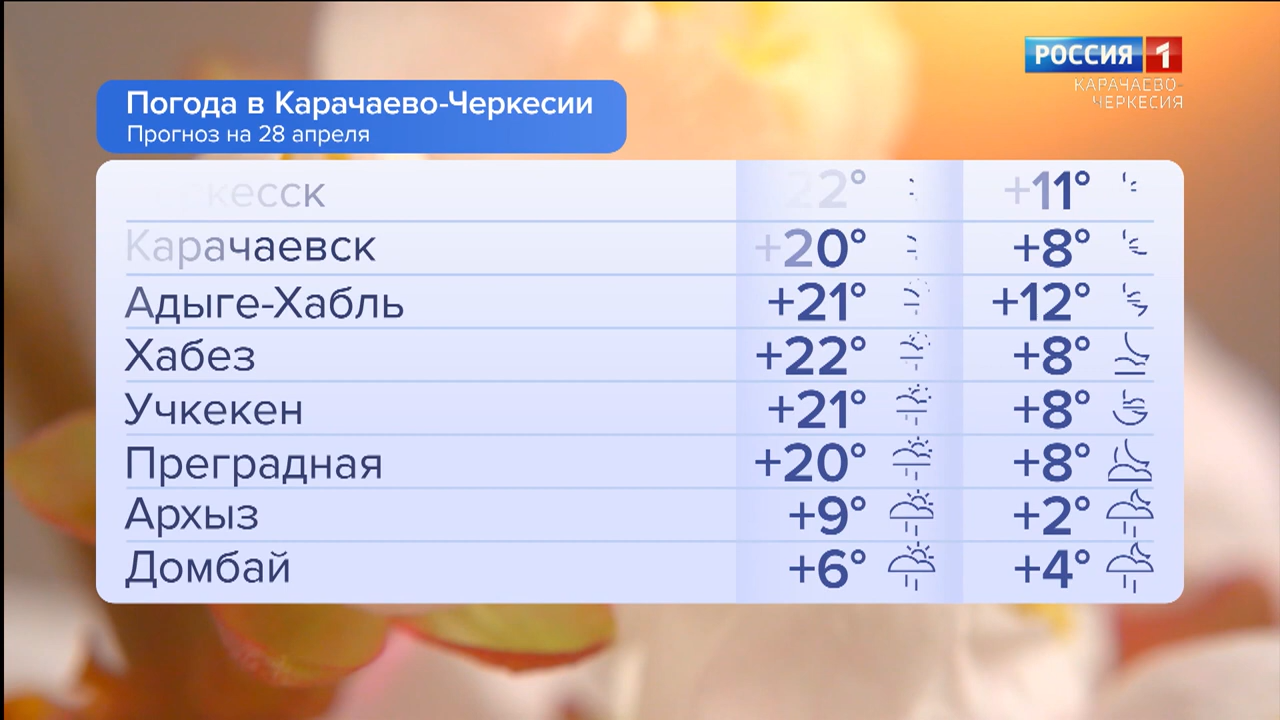 РОССИЯ 1
КАРАЧАЕВО-
ЧЕРКЕСИЯ
Погода в Карачаево-Черкесии
Прогноз на 28 апреля
+22° +11°
Карачаевск +20° +8°
Адыге-Хабль +21° +12°
Хабез +22° +8°
Учкекен +21° +8°
Преградная +20° +8°
Архыз +9° +2°
Домбай +6° +4°